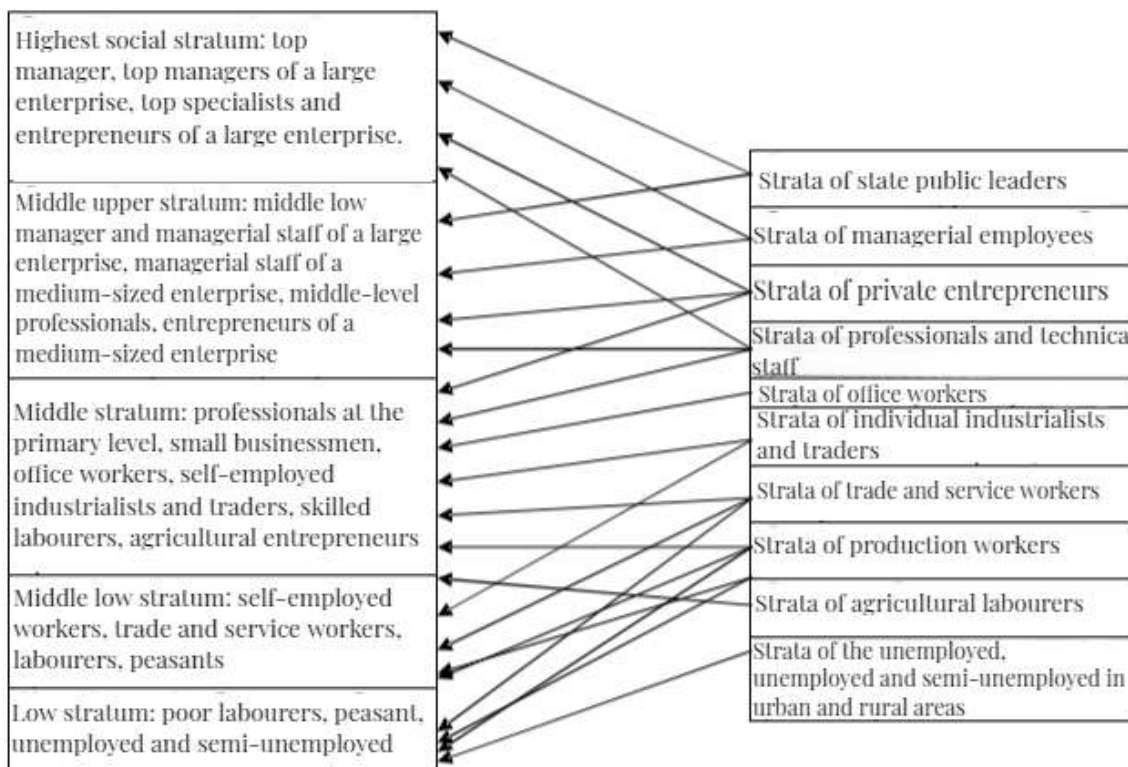 Highest social stratum: top
manager, top managers of a large
enterprise, top specialists and
entrepreneurs of a large enterprise.
Middle upper stratum: middle low
manager and managerial staff of a large
enterprise, managerial staff of a
medium-sized enterprise, middle-level
professionals, entrepreneurs of a
medium-sized enterprise
Middle stratum: professionals at the
primary level, small businessmen,
office workers, self-employed
industrialists and traders, skilled
labourers, agricultural entrepreneurs
Middle low stratum: self-employed
workers, trade and service workers,
labourers, peasants
Low stratum: poor labourers, peasant,
unemployed and semi-unemployed
Strata of state public leaders
Strata of managerial employees
Strata of private entrepreneurs
Strata of professionals and technica
staff
Strata of office workers
Strata of individual industrialists
and traders
Strata of trade and service workers
Strata of production workers
Strata of agricultural labourers
Strata of the unemployed,
unemployed and semi-unemployed in
urban and rural areas